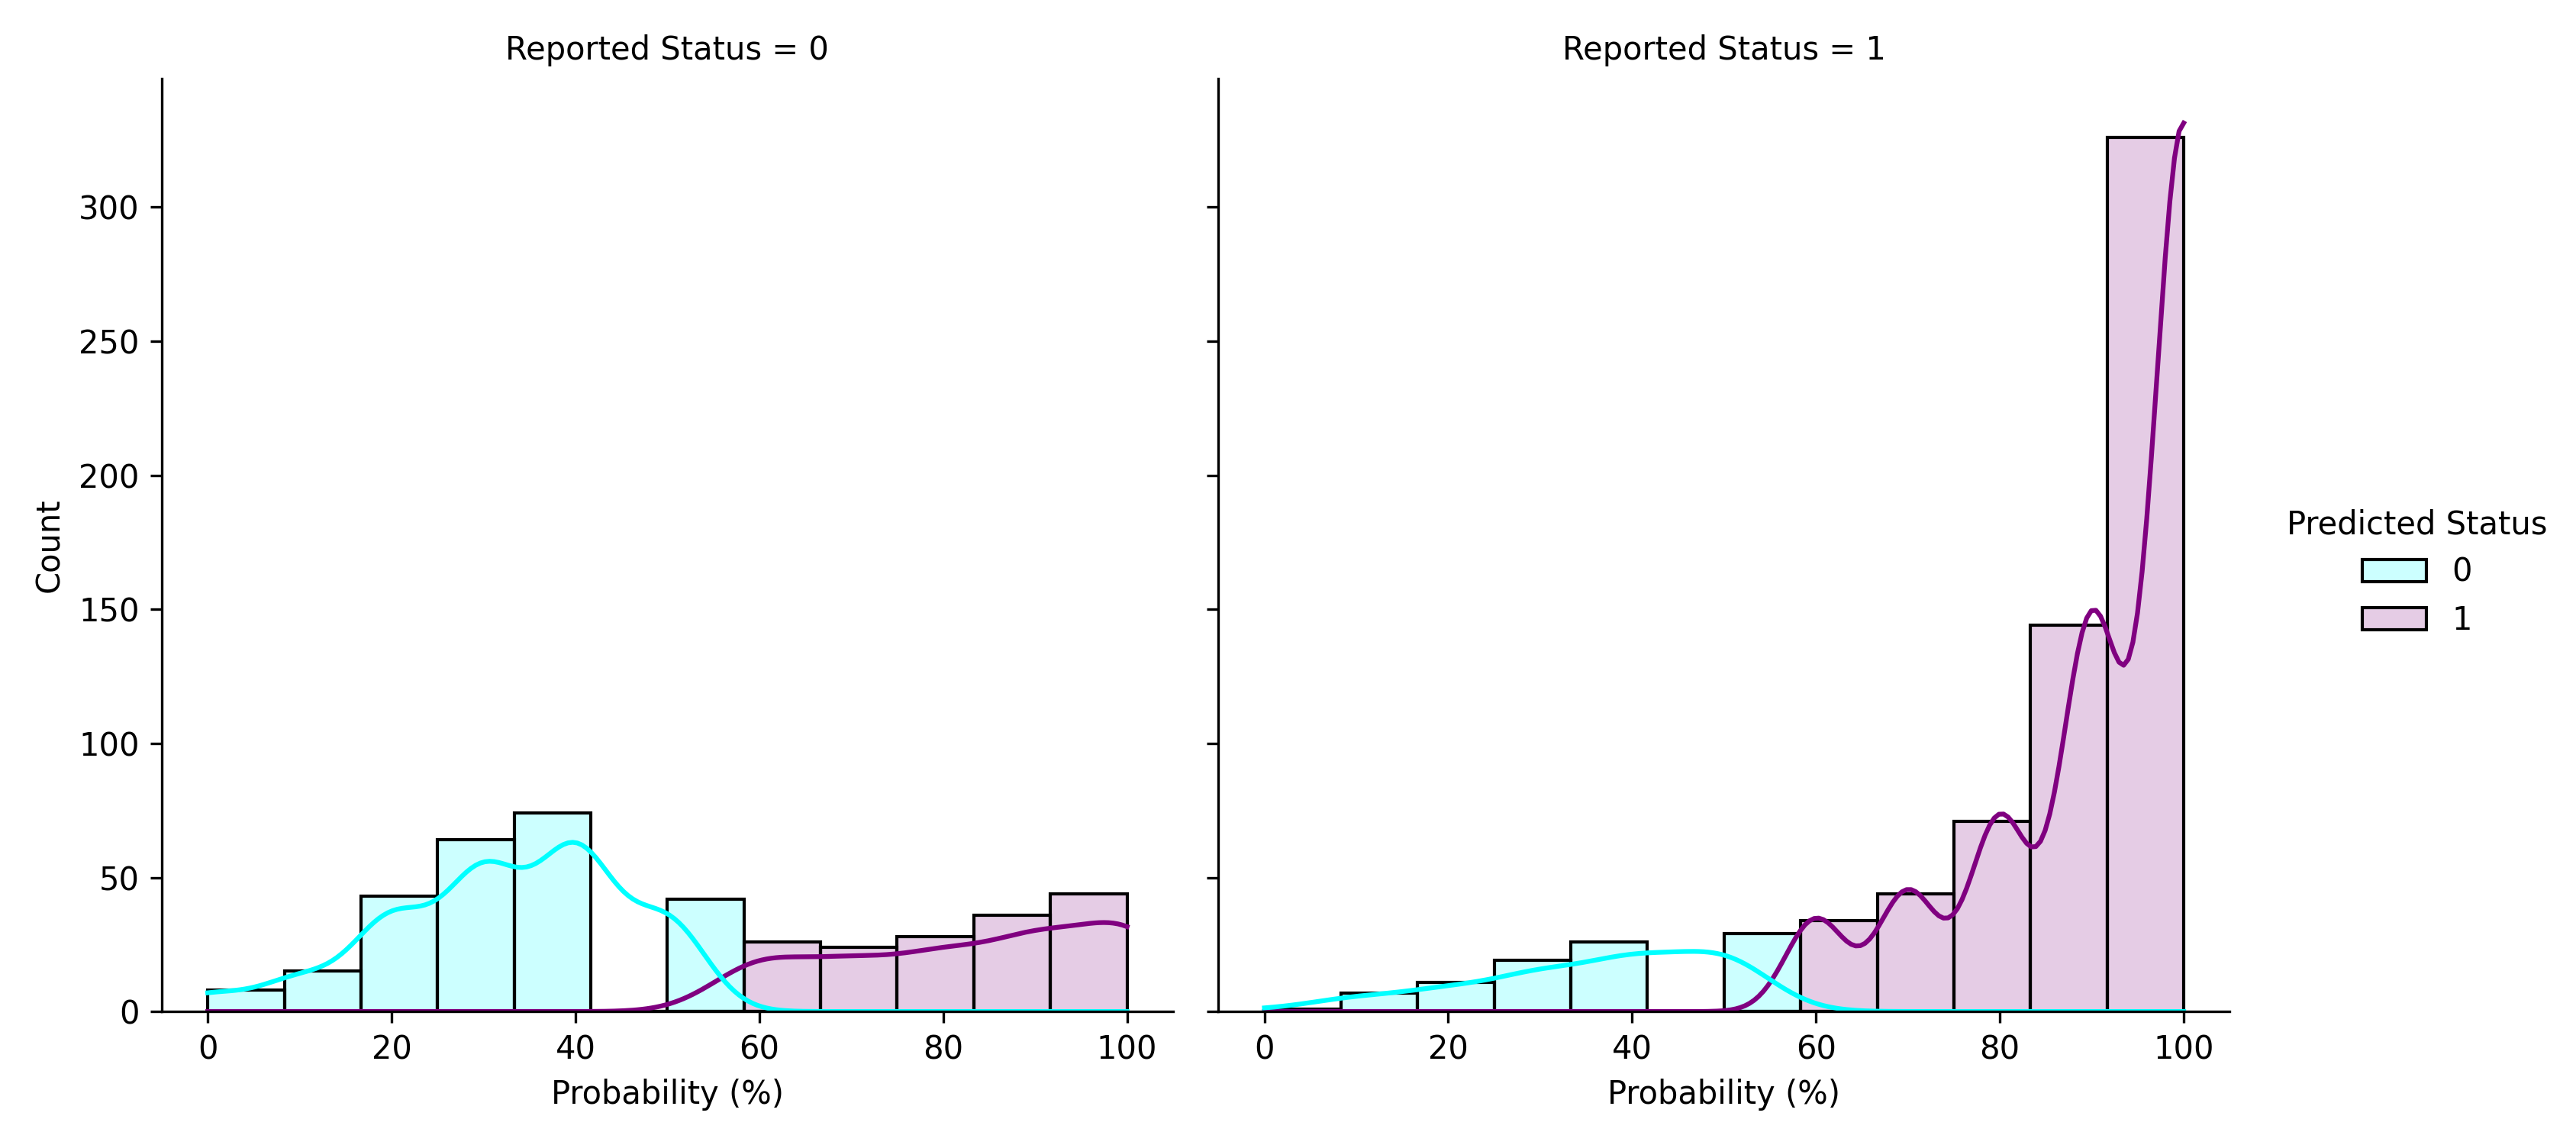 Reported Status = 0
Reported Status = 1
Count
300
250
200
150
100
50
0
0 20 40 60 80 100
0 20 40 60 80 100
Probability (%)
Probability (%)
Predicted Status
0
1